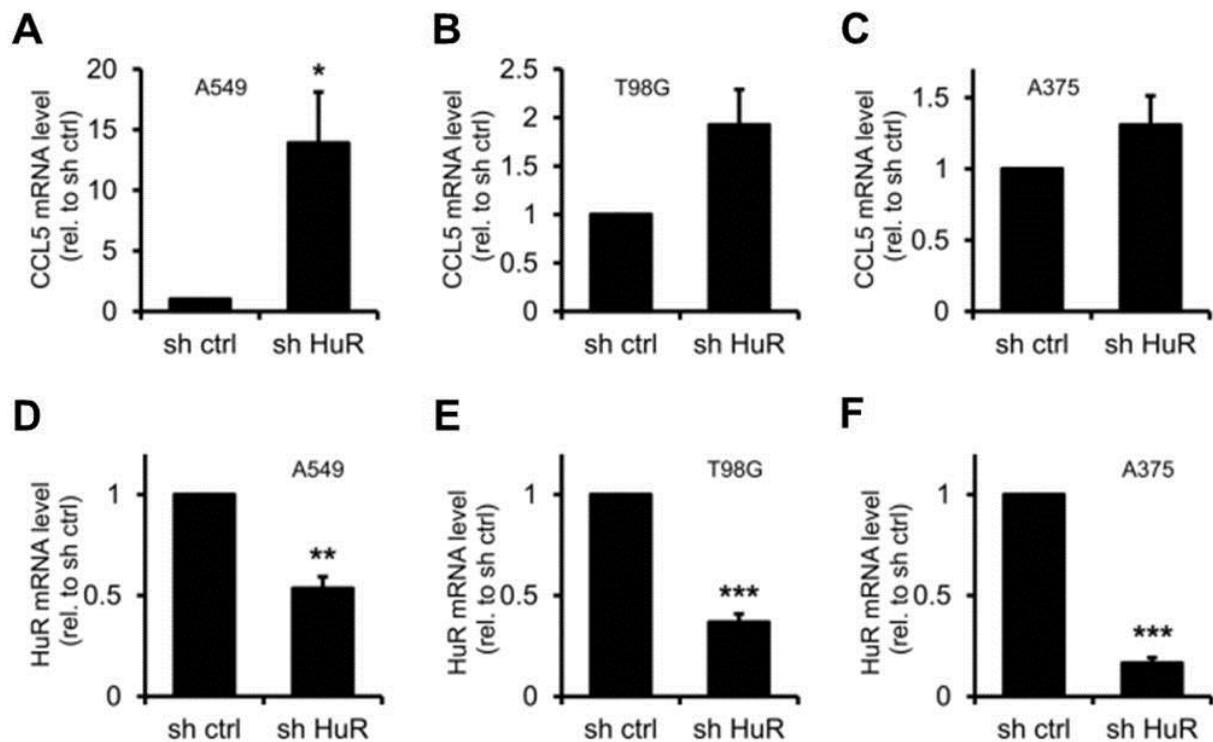 A
CCL5 mRNA level
(rel. to sh ctrl)
20
15
10
5
0
A549
*
sh ctrl sh HuR
B
CCL5 mRNA level
(rel. to sh ctrl)
2.5
2
1.5
1
0.5
0
T98G
sh ctrl sh HuR
C
CCL5 mRNA level
(rel. to sh ctrl)
1.5
1
0.5
0
A375
sh ctrl sh HuR
D
HuR mRNA level
(rel. to sh ctrl)
1
0.5
0
A549
**
sh ctrl sh HuR
E
HuR mRNA level
(rel. to sh ctrl)
1
0.5
0
T98G
***
sh ctrl sh HuR
F
HuR mRNA level
(rel. to sh ctrl)
1
0.5
0
A375
***
sh ctrl sh HuR